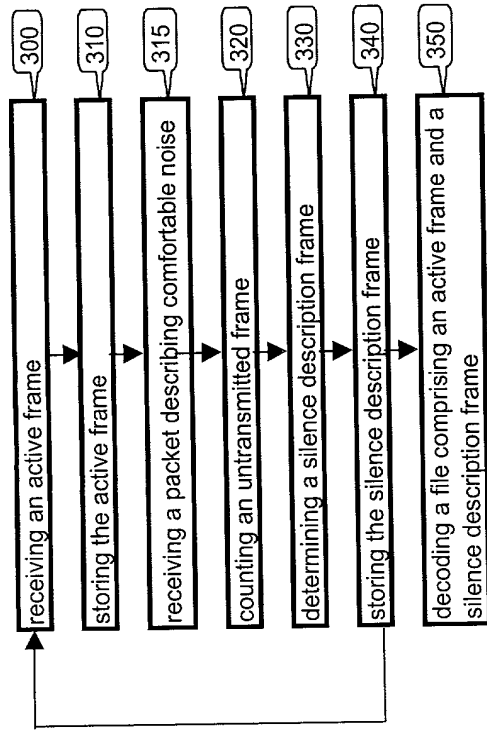 receiving an active frame
300
storing the active frame
310
receiving a packet describing comfortable noise
315
counting an untransmitted frame
320
determining a silence description frame
330
storing the silence description frame
340
decoding a file comprising an active frame and a
silence description frame
350